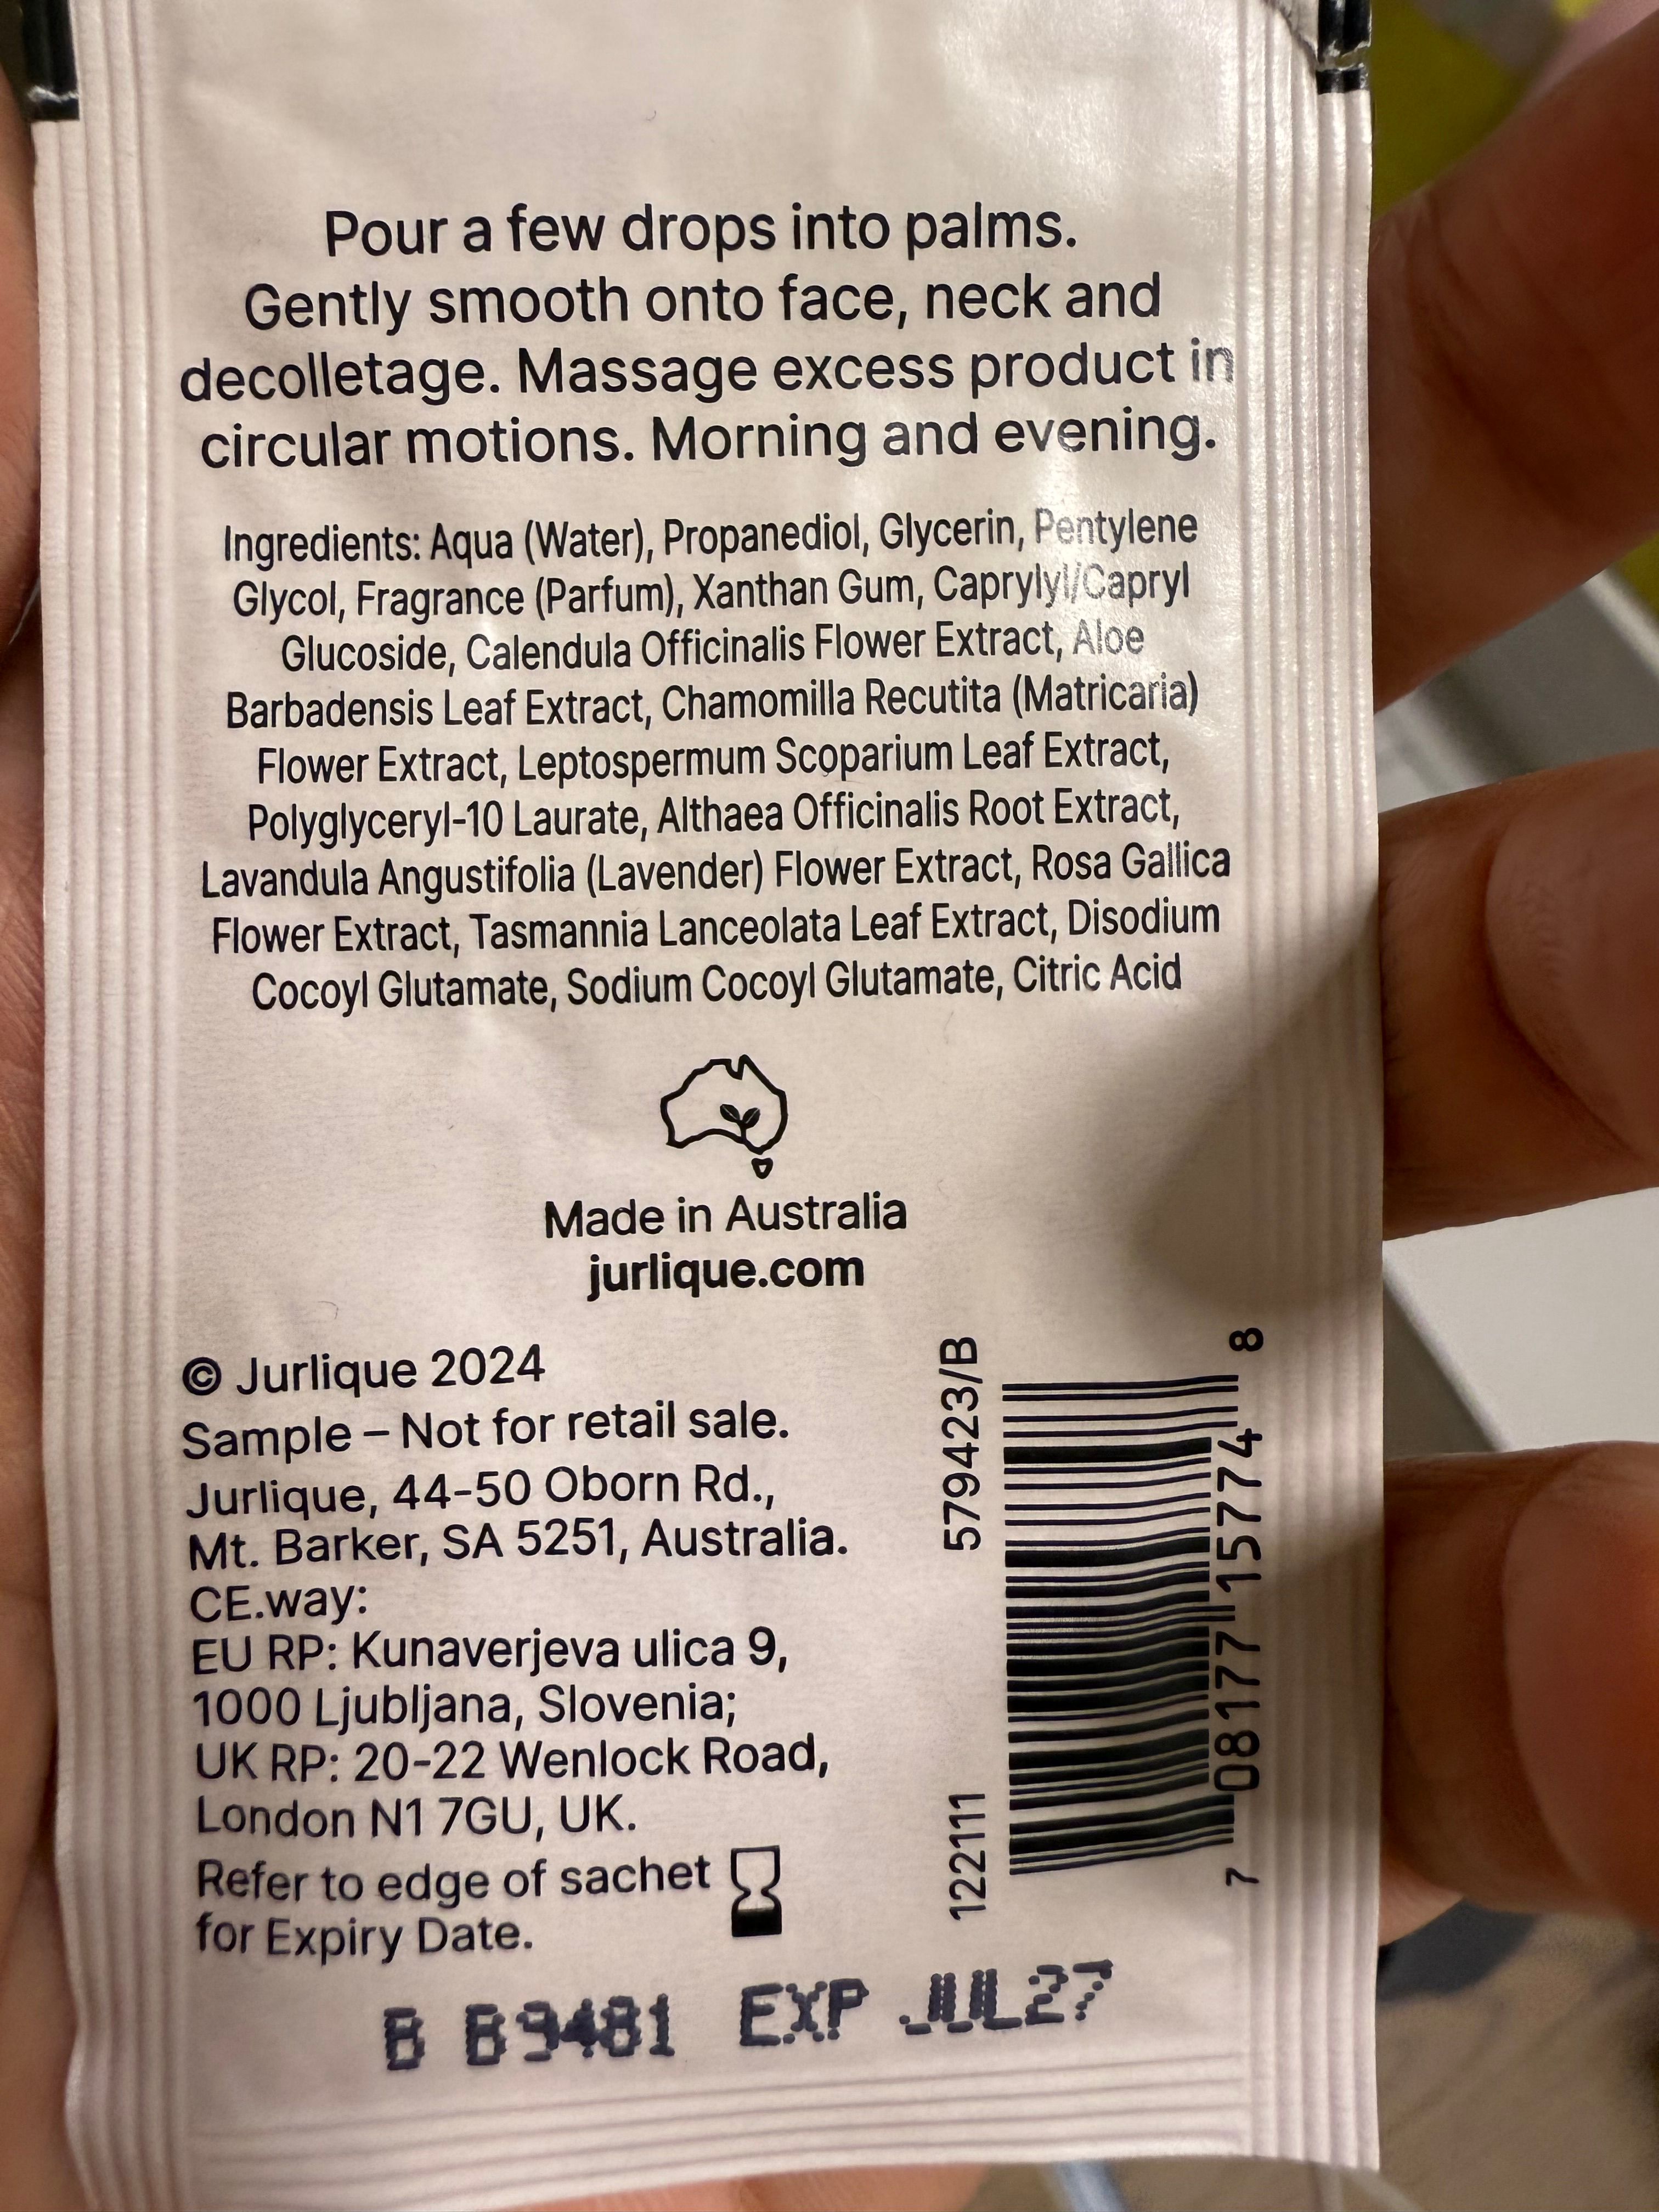 Pour a few drops into palms.
Gently smooth onto face, neck and
decolletage. Massage excess product in
circular motions. Morning and evening.
Ingredients: Aqua (Water), Propanediol, Glycerin, Pentylene
Glycol, Fragrance (Parfum), Xanthan Gum, Caprylyl/Capryl
Glucoside, Calendula Officinalis Flower Extract, Aloe
Barbadensis Leaf Extract, Chamomilla Recutita (Matricaria)
Flower Extract, Leptospermum Scoparium Leaf Extract,
Polyglyceryl-10 Laurate, Althaea Officinalis Root Extract,
Lavandula Angustifolia (Lavender) Flower Extract, Rosa Gallica
Flower Extract, Tasmannia Lanceolata Leaf Extract, Disodium
Cocoyl Glutamate, Sodium Cocoyl Glutamate, Citric Acid
Made in Australia
jurlique.com
© Jurlique 2024
Sample – Not for retail sale.
Jurlique, 44-50 Oborn Rd.,
Mt. Barker, SA 5251, Australia.
CE.way:
EU RP: Kunaverjeva ulica 9,
1000 Ljubljana, Slovenia;
UK RP: 20-22 Wenlock Road,
London N1 7GU, UK.
Refer to edge of sachet
for Expiry Date.
122111 579423/B
7 08177 15774 8
B B9481 EXP JUL27